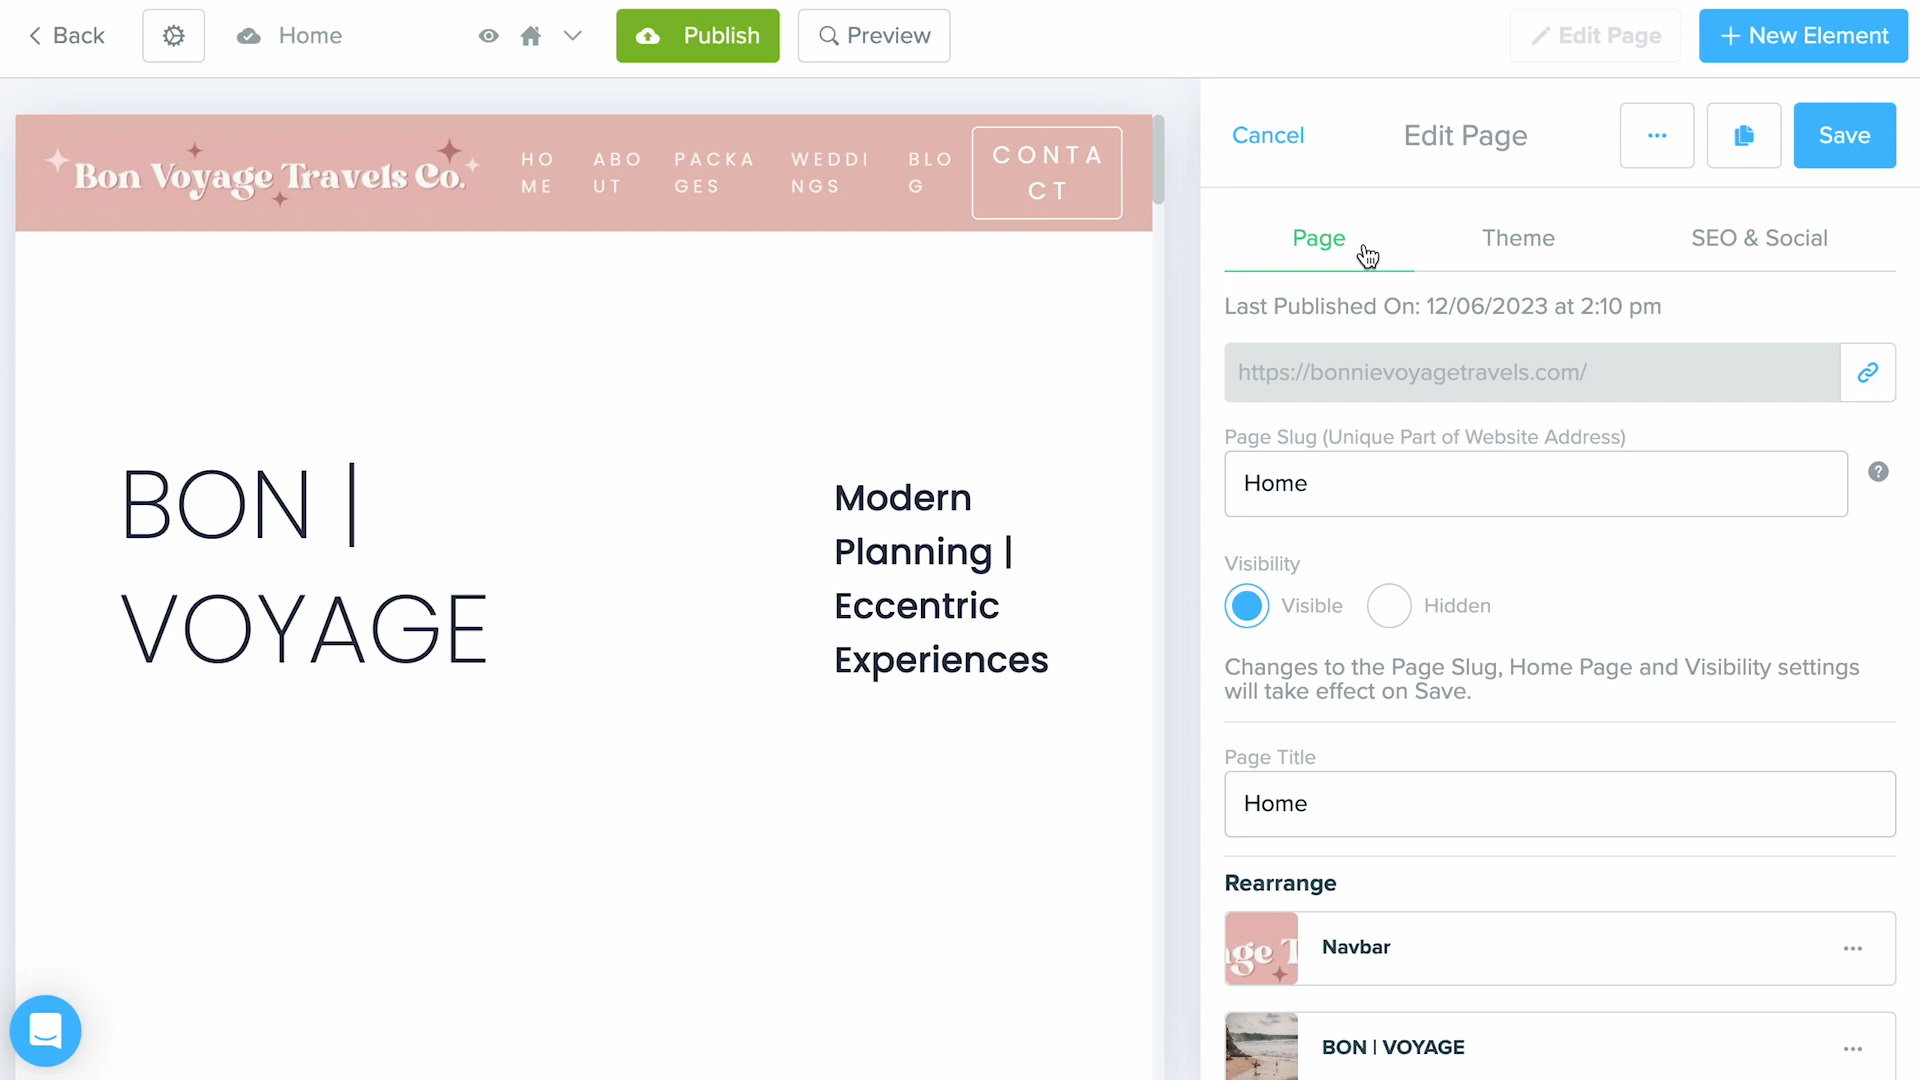 Back
Home
Publish
Preview
Edit Page
+ New Element
Bon Voyage Travels Co.
HO
ME
ABO
UT
PACKA
GES
WEDDI
NGS
BLO
G
CONTA
CT
BON |
VOYAGE
Modern
Planning |
Eccentric
Experiences
Cancel
Edit Page
Save
Page
Theme
SEO & Social
Last Published On: 12/06/2023 at 2:10 pm
https://bonnievoyagetravels.com/
Page Slug (Unique Part of Website Address)
Home
?
Visibility
Visible
Hidden
Changes to the Page Slug, Home Page and Visibility settings
will take effect on Save.
Page Title
Home
Rearrange
age T
Navbar
BON | VOYAGE